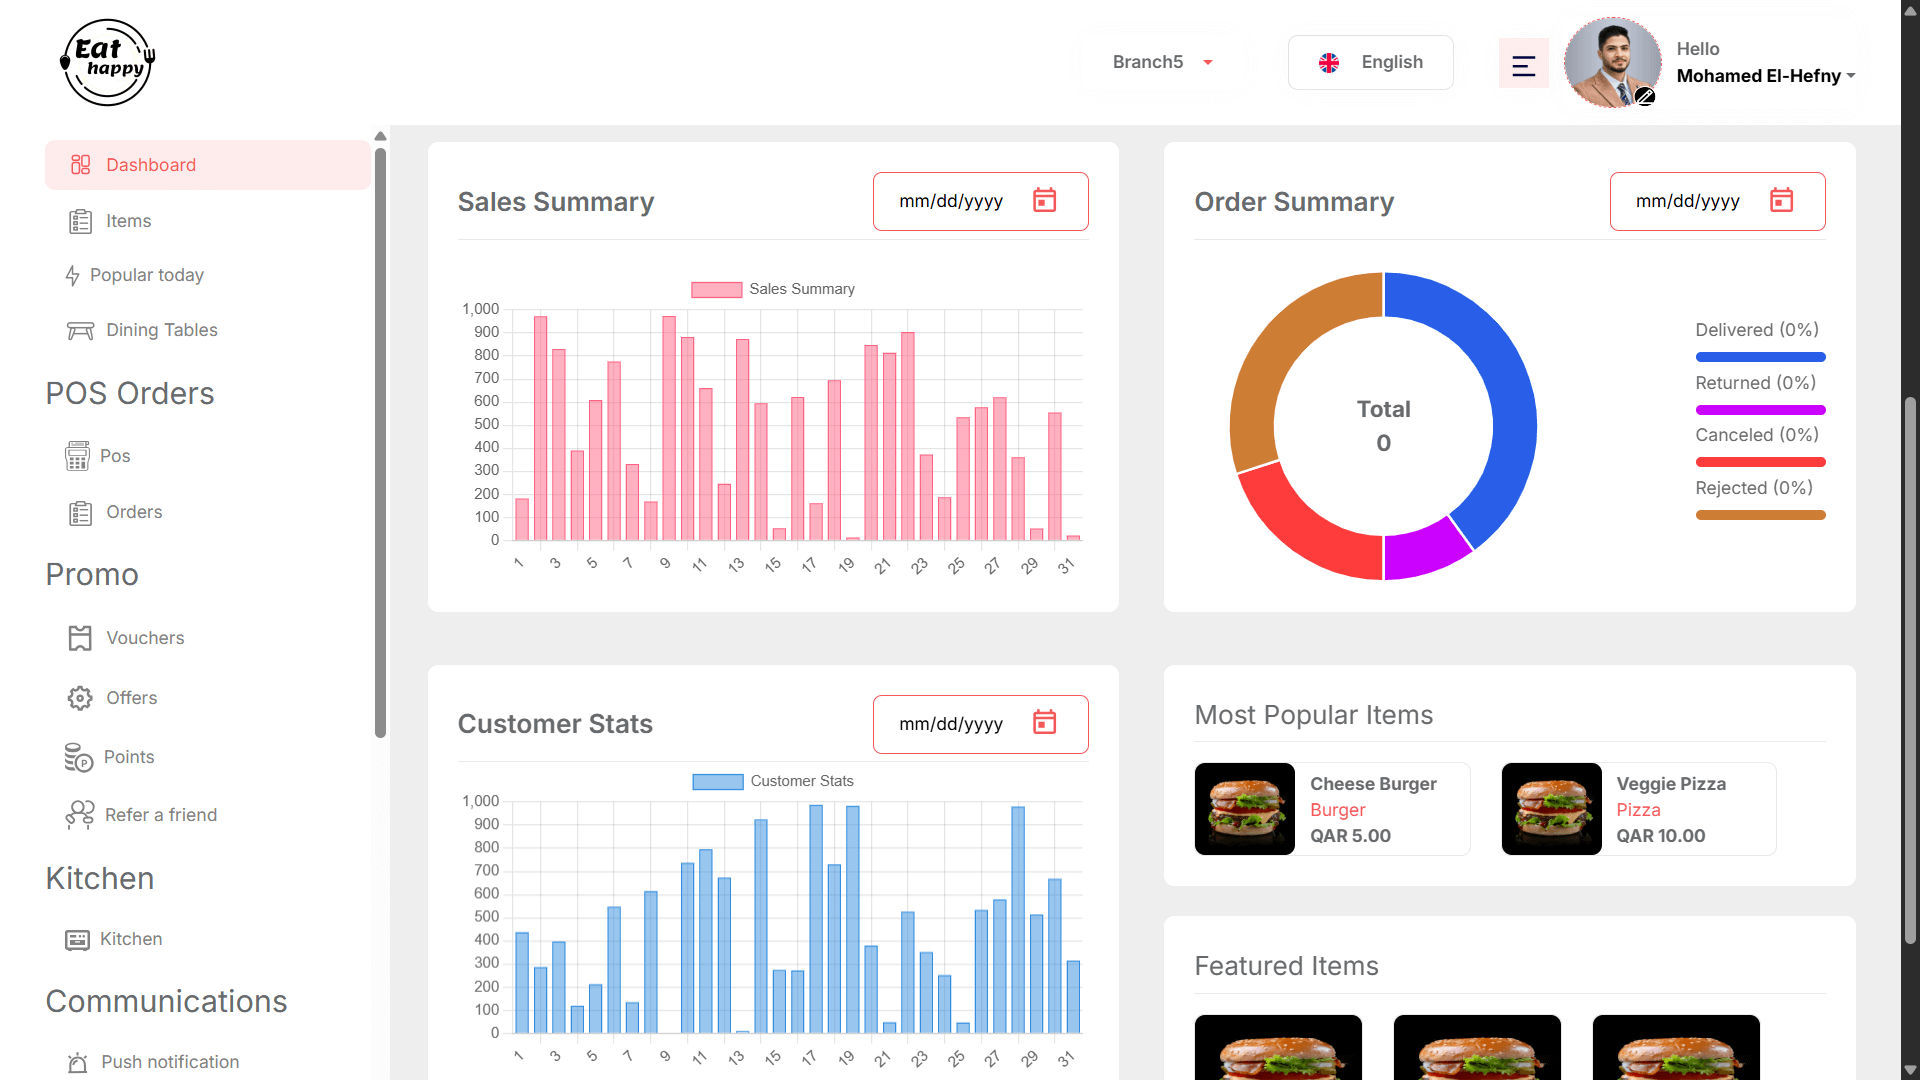 Eat
happy
Branch5
English
Hello
Mohamed El-Hefny
Dashboard
Items
Popular today
Dining Tables
POS Orders
Pos
Orders
Promo
Vouchers
Offers
P
Points
Refer a friend
Kitchen
Kitchen
Communications
Push notification
Sales Summary
mm/dd/yyyy
Sales Summary
1,000
900
800
700
600
500
400
300
200
100
0
1
3
5
7
9
11
13
15
17
19
21
23
25
27
29
31
Order Summary
mm/dd/yyyy
Total
0
Delivered (0%)
Returned (0%)
Canceled (0%)
Rejected (0%)
Customer Stats
mm/dd/yyyy
Customer Stats
1,000
900
800
700
600
500
400
300
200
100
0
1
3
5
7
9
11
13
15
17
19
21
23
25
27
29
31
Most Popular Items
Cheese Burger
Burger
QAR 5.00
Veggie Pizza
Pizza
QAR 10.00
Featured Items